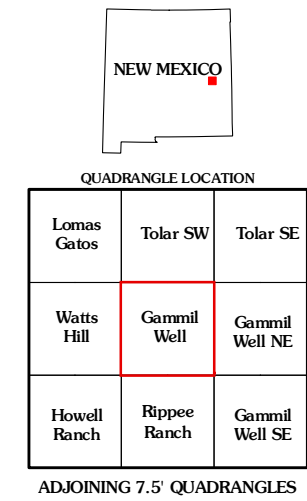 NEW MEXICO
QUADRANGLE LOCATION
Lomas
Gatos
Tolar SW
Tolar SE
Watts
Hill
Gammil
Well
Gammil
Well NE
Howell
Ranch
Rippee
Ranch
Gammil
Well SE
ADJOINING 7.5' QUADRANGLES